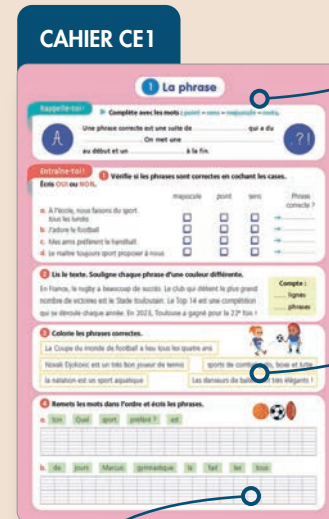 CAHIER CE1
1 La phrase
Rappelle-toi !
Complète avec les mots : point – sens – majuscule – mots.
Une phrase correcte est une suite de qui a du
. On met une
au début et un à la fin.
A
. ? !
Entraîne-toi !
1 Vérifie si les phrases sont correctes en cochant les cases.
Écris OUI ou NON.
majuscule point sens Phrase
correcte ?
a. À l'école, nous faisons du sport
tous les lundis
b. J'adore le football
c. Mes amis préfèrent le handball.
d. Le maître toujours sport proposer à nous
2 Lis le texte. Souligne chaque phrase d'une couleur différente.
En France, le rugby a beaucoup de succès. Le club qui détient le plus grand
nombre de victoires est le Stade toulousain. Le Top 14 est une compétition
qui se déroule chaque année. En 2023, Toulouse a gagné pour la 22e fois !
Compte :
lignes
phrases
3 Colorie les phrases correctes.
La Coupe du monde de football a lieu tous les quatre ans
Novak Djokovic est un très bon joueur de tennis
sports de combat judo, boxe et lutte
la natation est un sport aquatique
Les danseurs de ballet sont très élégants !
4 Remets les mots dans l'ordre et écris les phrases.
a. ton Quel sport préféré ? est
b. de jours Marcus gymnastique la fait les tous